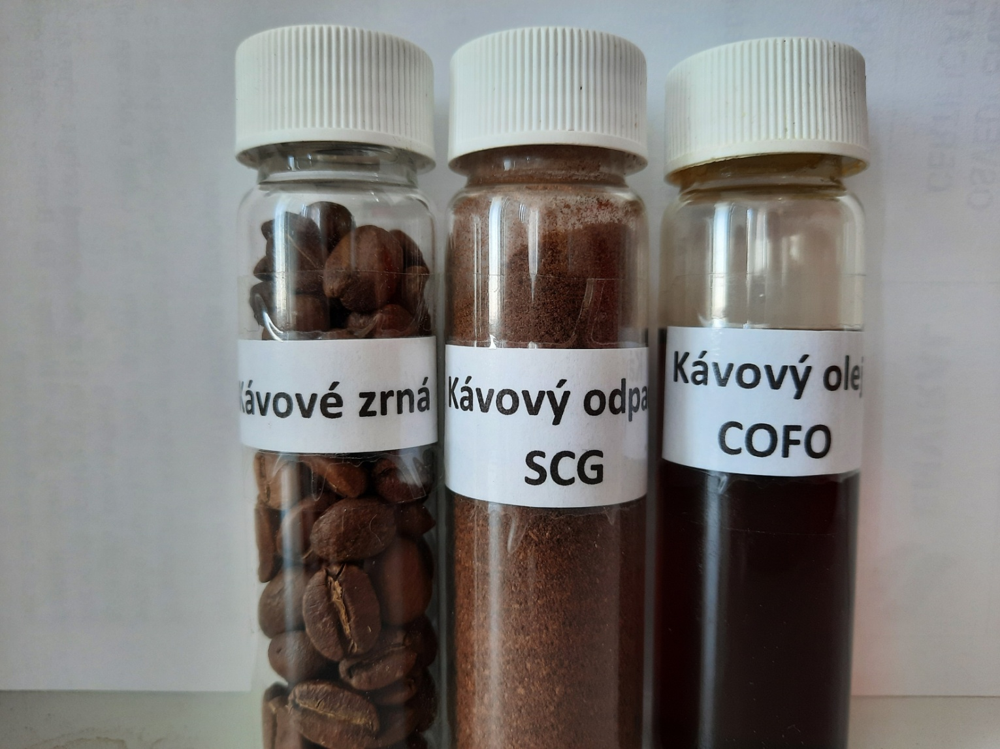 Kávové zrná
Kávový odpa
SCG
Kávový olej
COFO